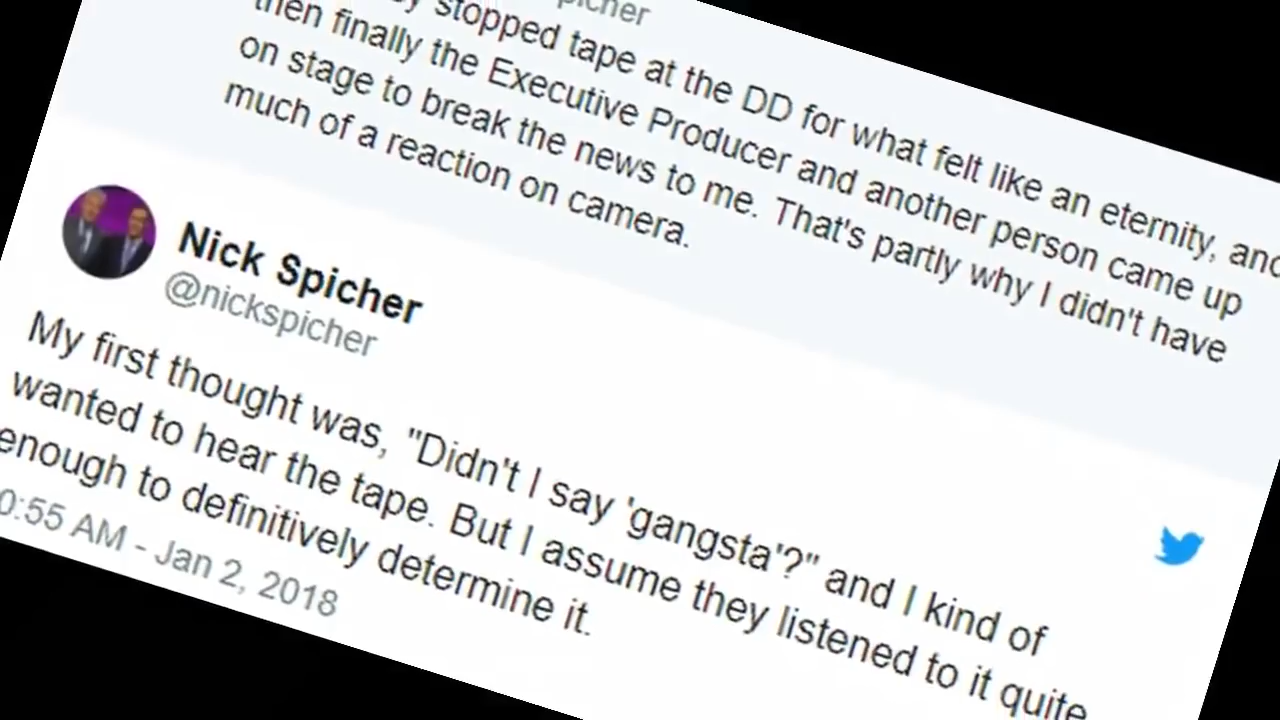 picher
y stopped tape at the DD for what felt like an eternity, and
then finally the Executive Producer and another person came up
on stage to break the news to me. That's partly why I didn't have
much of a reaction on camera.
Nick Spicher
@nickspicher
My first thought was, "Didn't I say 'gangsta'?" and I kind of
wanted to hear the tape. But I assume they listened to it quite
enough to definitively determine it.
0:55 AM - Jan 2, 2018